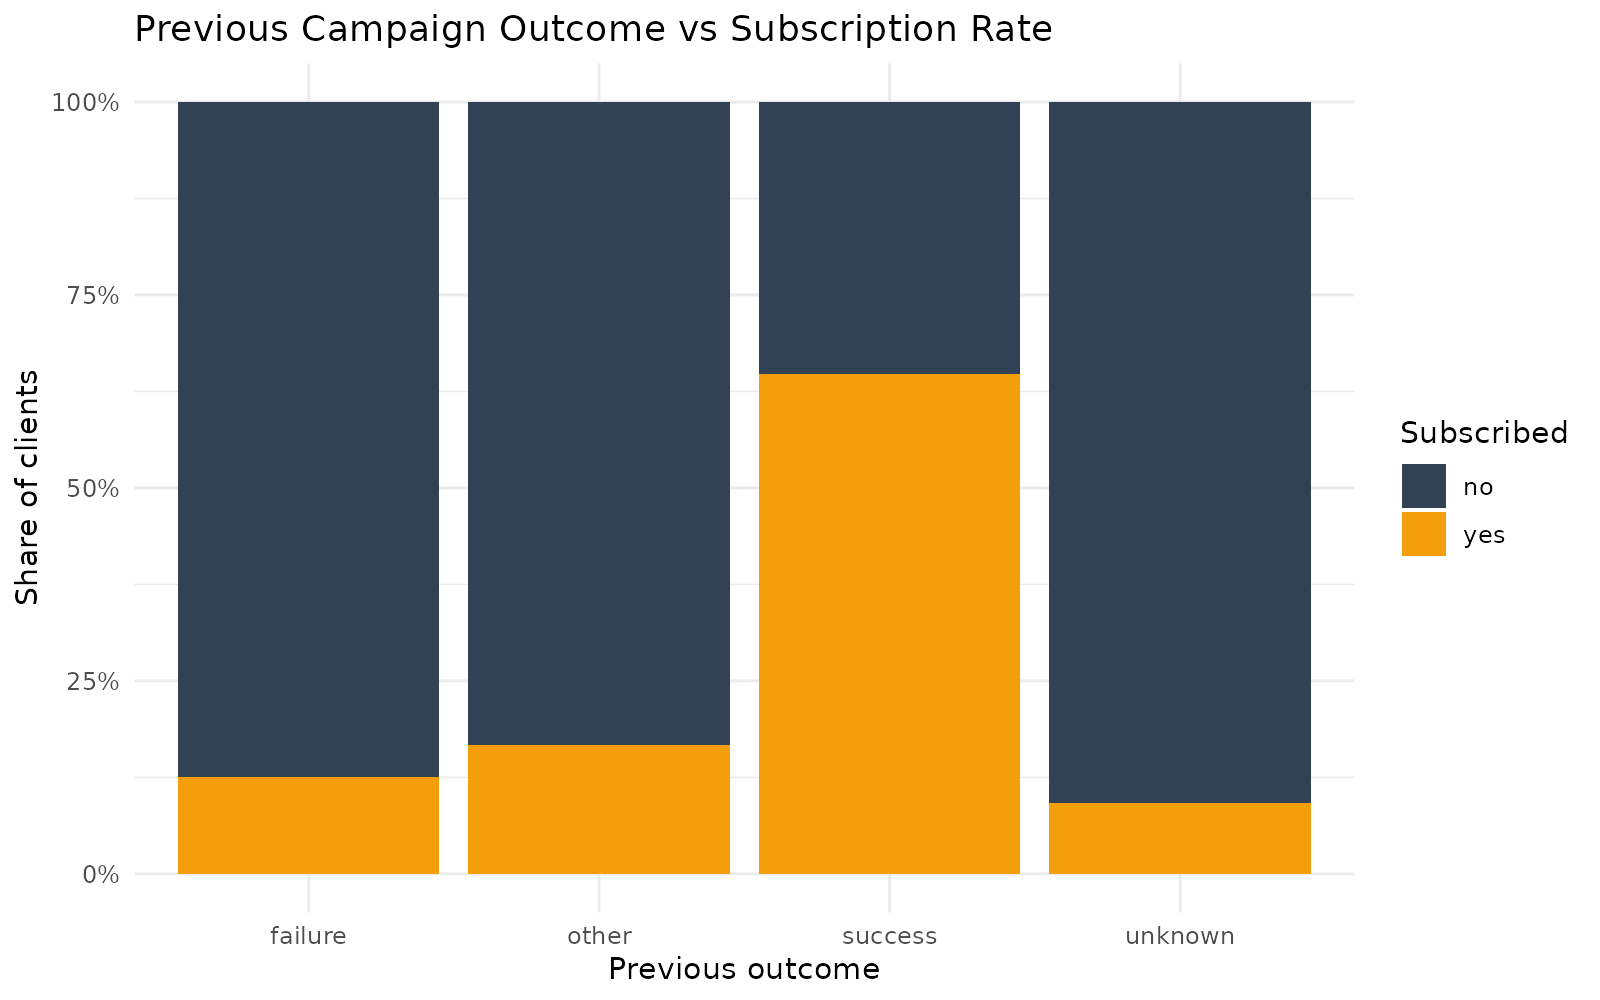 Previous Campaign Outcome vs Subscription Rate
100%
75%
50%
25%
0%
Share of clients
failure
other
success
unknown
Previous outcome
Subscribed
no
yes